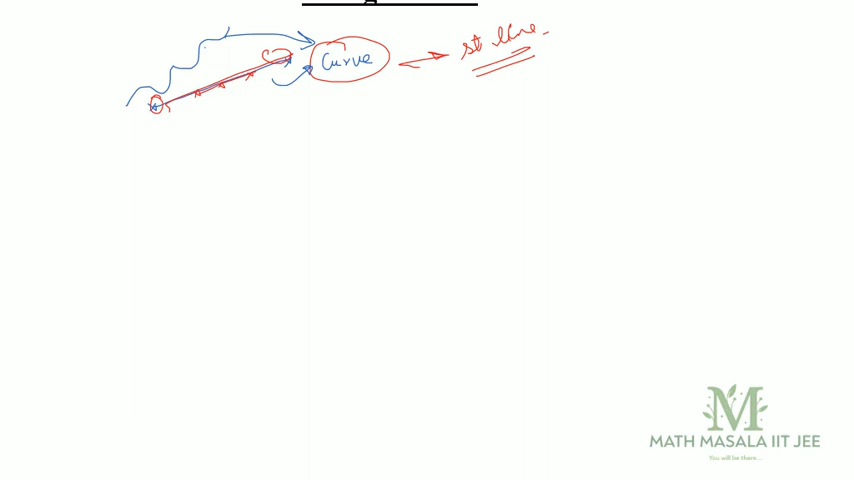 Curve
st line.
M
MATH MASALA IIT JEE
You will be there...